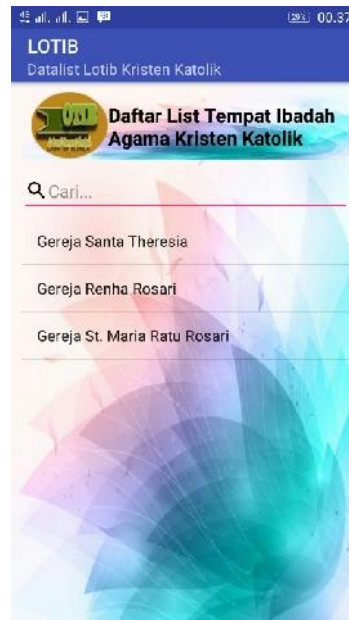 29% 00.37
LOTIB
Datalist Lotib Kristen Katolik
Daftar List Tempat Ibadah
Agama Kristen Katolik
Cari...
Gereja Santa Theresia
Gereja Renha Rosari
Gereja St. Maria Ratu Rosari